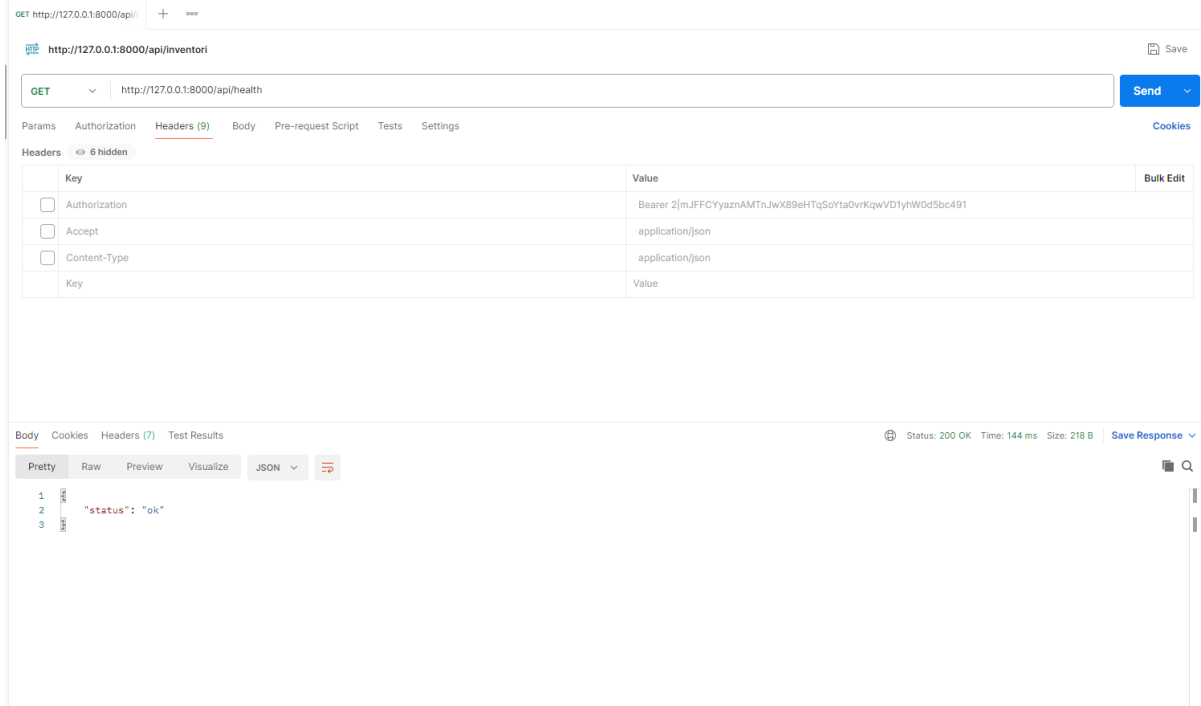 GET http://127.0.0.1:8000/api/i
http://127.0.0.1:8000/api/inventori
Save
GET http://127.0.0.1:8000/api/health Send
Params Authorization Headers (9) Body Pre-request Script Tests Settings Cookies
Headers 6 hidden
Key Value Bulk Edit
Authorization Bearer 2|mJFFCYyaznAMTnJwX89eHTqSoYta0vrKqwVD1yhW0d5bc491
Accept application/json
Content-Type application/json
Key Value
Body Cookies Headers (7) Test Results Status: 200 OK Time: 144 ms Size: 218 B Save Response
Pretty Raw Preview Visualize JSON
1 {
2 "status": "ok"
3 }